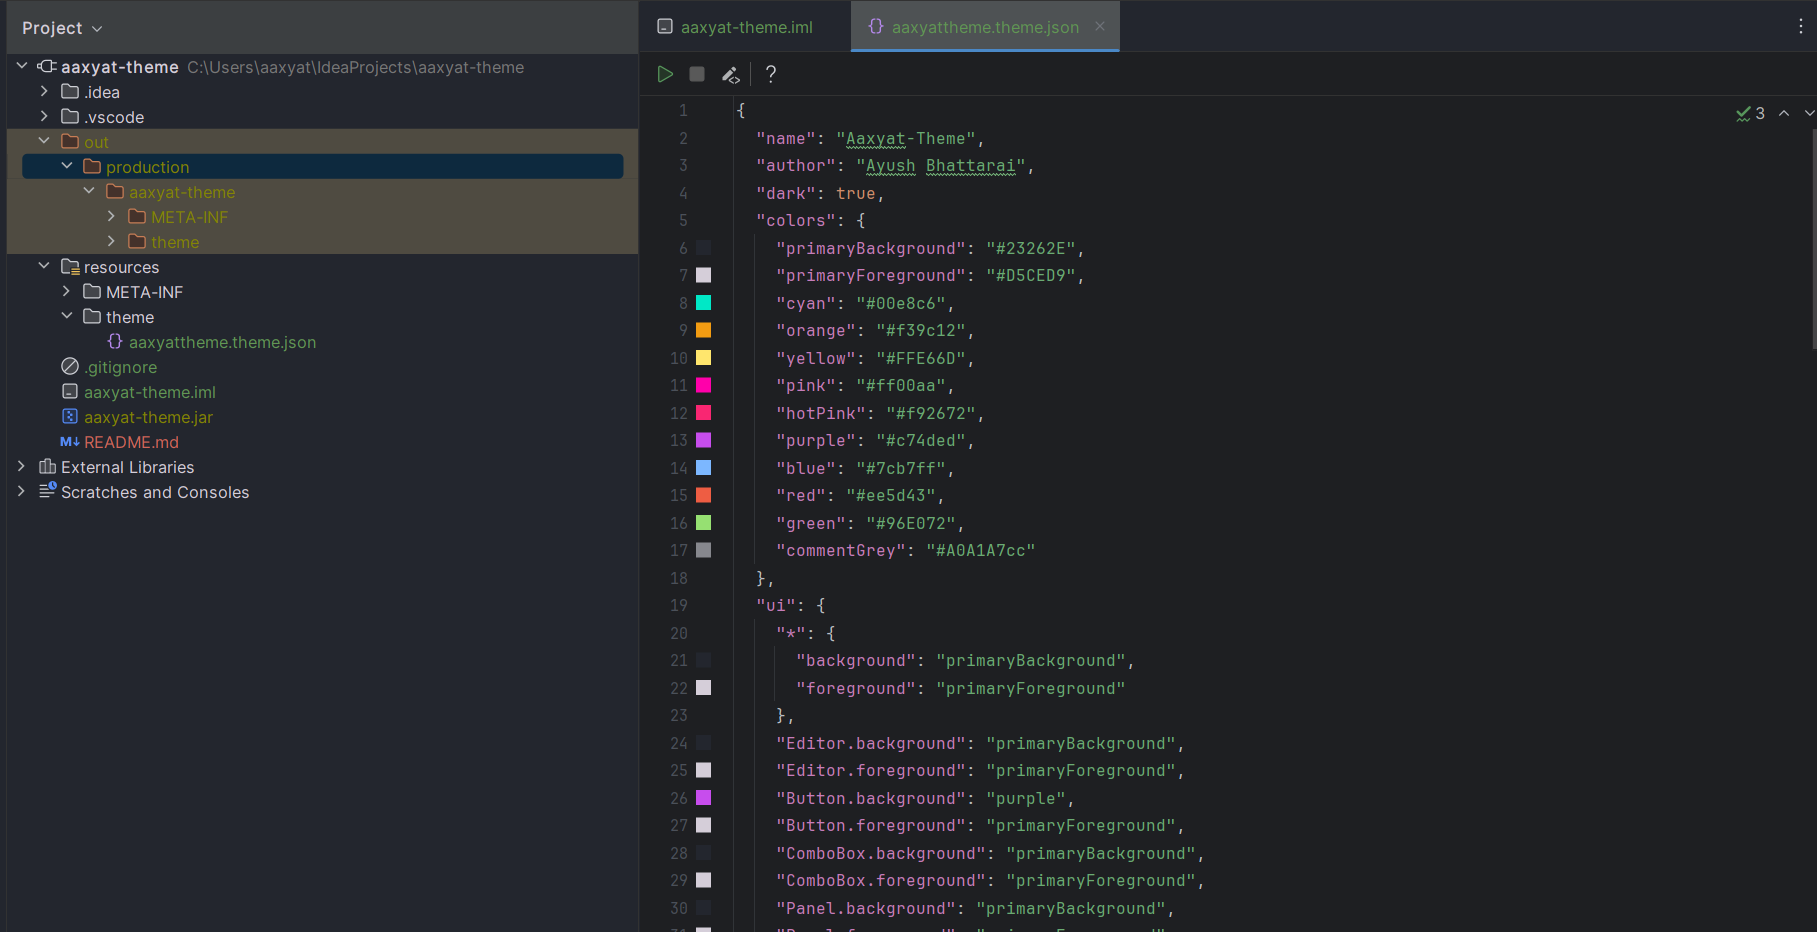 Project
aaxyat-theme C:\Users\aaxyat\IdeaProjects\aaxyat-theme
.idea
.vscode
out
production
aaxyat-theme
META-INF
theme
resources
META-INF
theme
{} aaxyattheme.theme.json
.gitignore
aaxyat-theme.iml
aaxyat-theme.jar
M↓ README.md
External Libraries
Scratches and Consoles
aaxyat-theme.iml
{} aaxyattheme.theme.json
?
3
1 {
2 "name": "Aaxyat-Theme",
3 "author": "Ayush Bhattarai",
4 "dark": true,
5 "colors": {
6 "primaryBackground": "#23262E",
7 "primaryForeground": "#D5CED9",
8 "cyan": "#00e8c6",
9 "orange": "#f39c12",
10 "yellow": "#FFE66D",
11 "pink": "#ff00aa",
12 "hotPink": "#f92672",
13 "purple": "#c74ded",
14 "blue": "#7cb7ff",
15 "red": "#ee5d43",
16 "green": "#96E072",
17 "commentGrey": "#A0A1A7cc"
18 },
19 "ui": {
20 "*": {
21 "background": "primaryBackground",
22 "foreground": "primaryForeground"
23 },
24 "Editor.background": "primaryBackground",
25 "Editor.foreground": "primaryForeground",
26 "Button.background": "purple",
27 "Button.foreground": "primaryForeground",
28 "ComboBox.background": "primaryBackground",
29 "ComboBox.foreground": "primaryForeground",
30 "Panel.background": "primaryBackground",